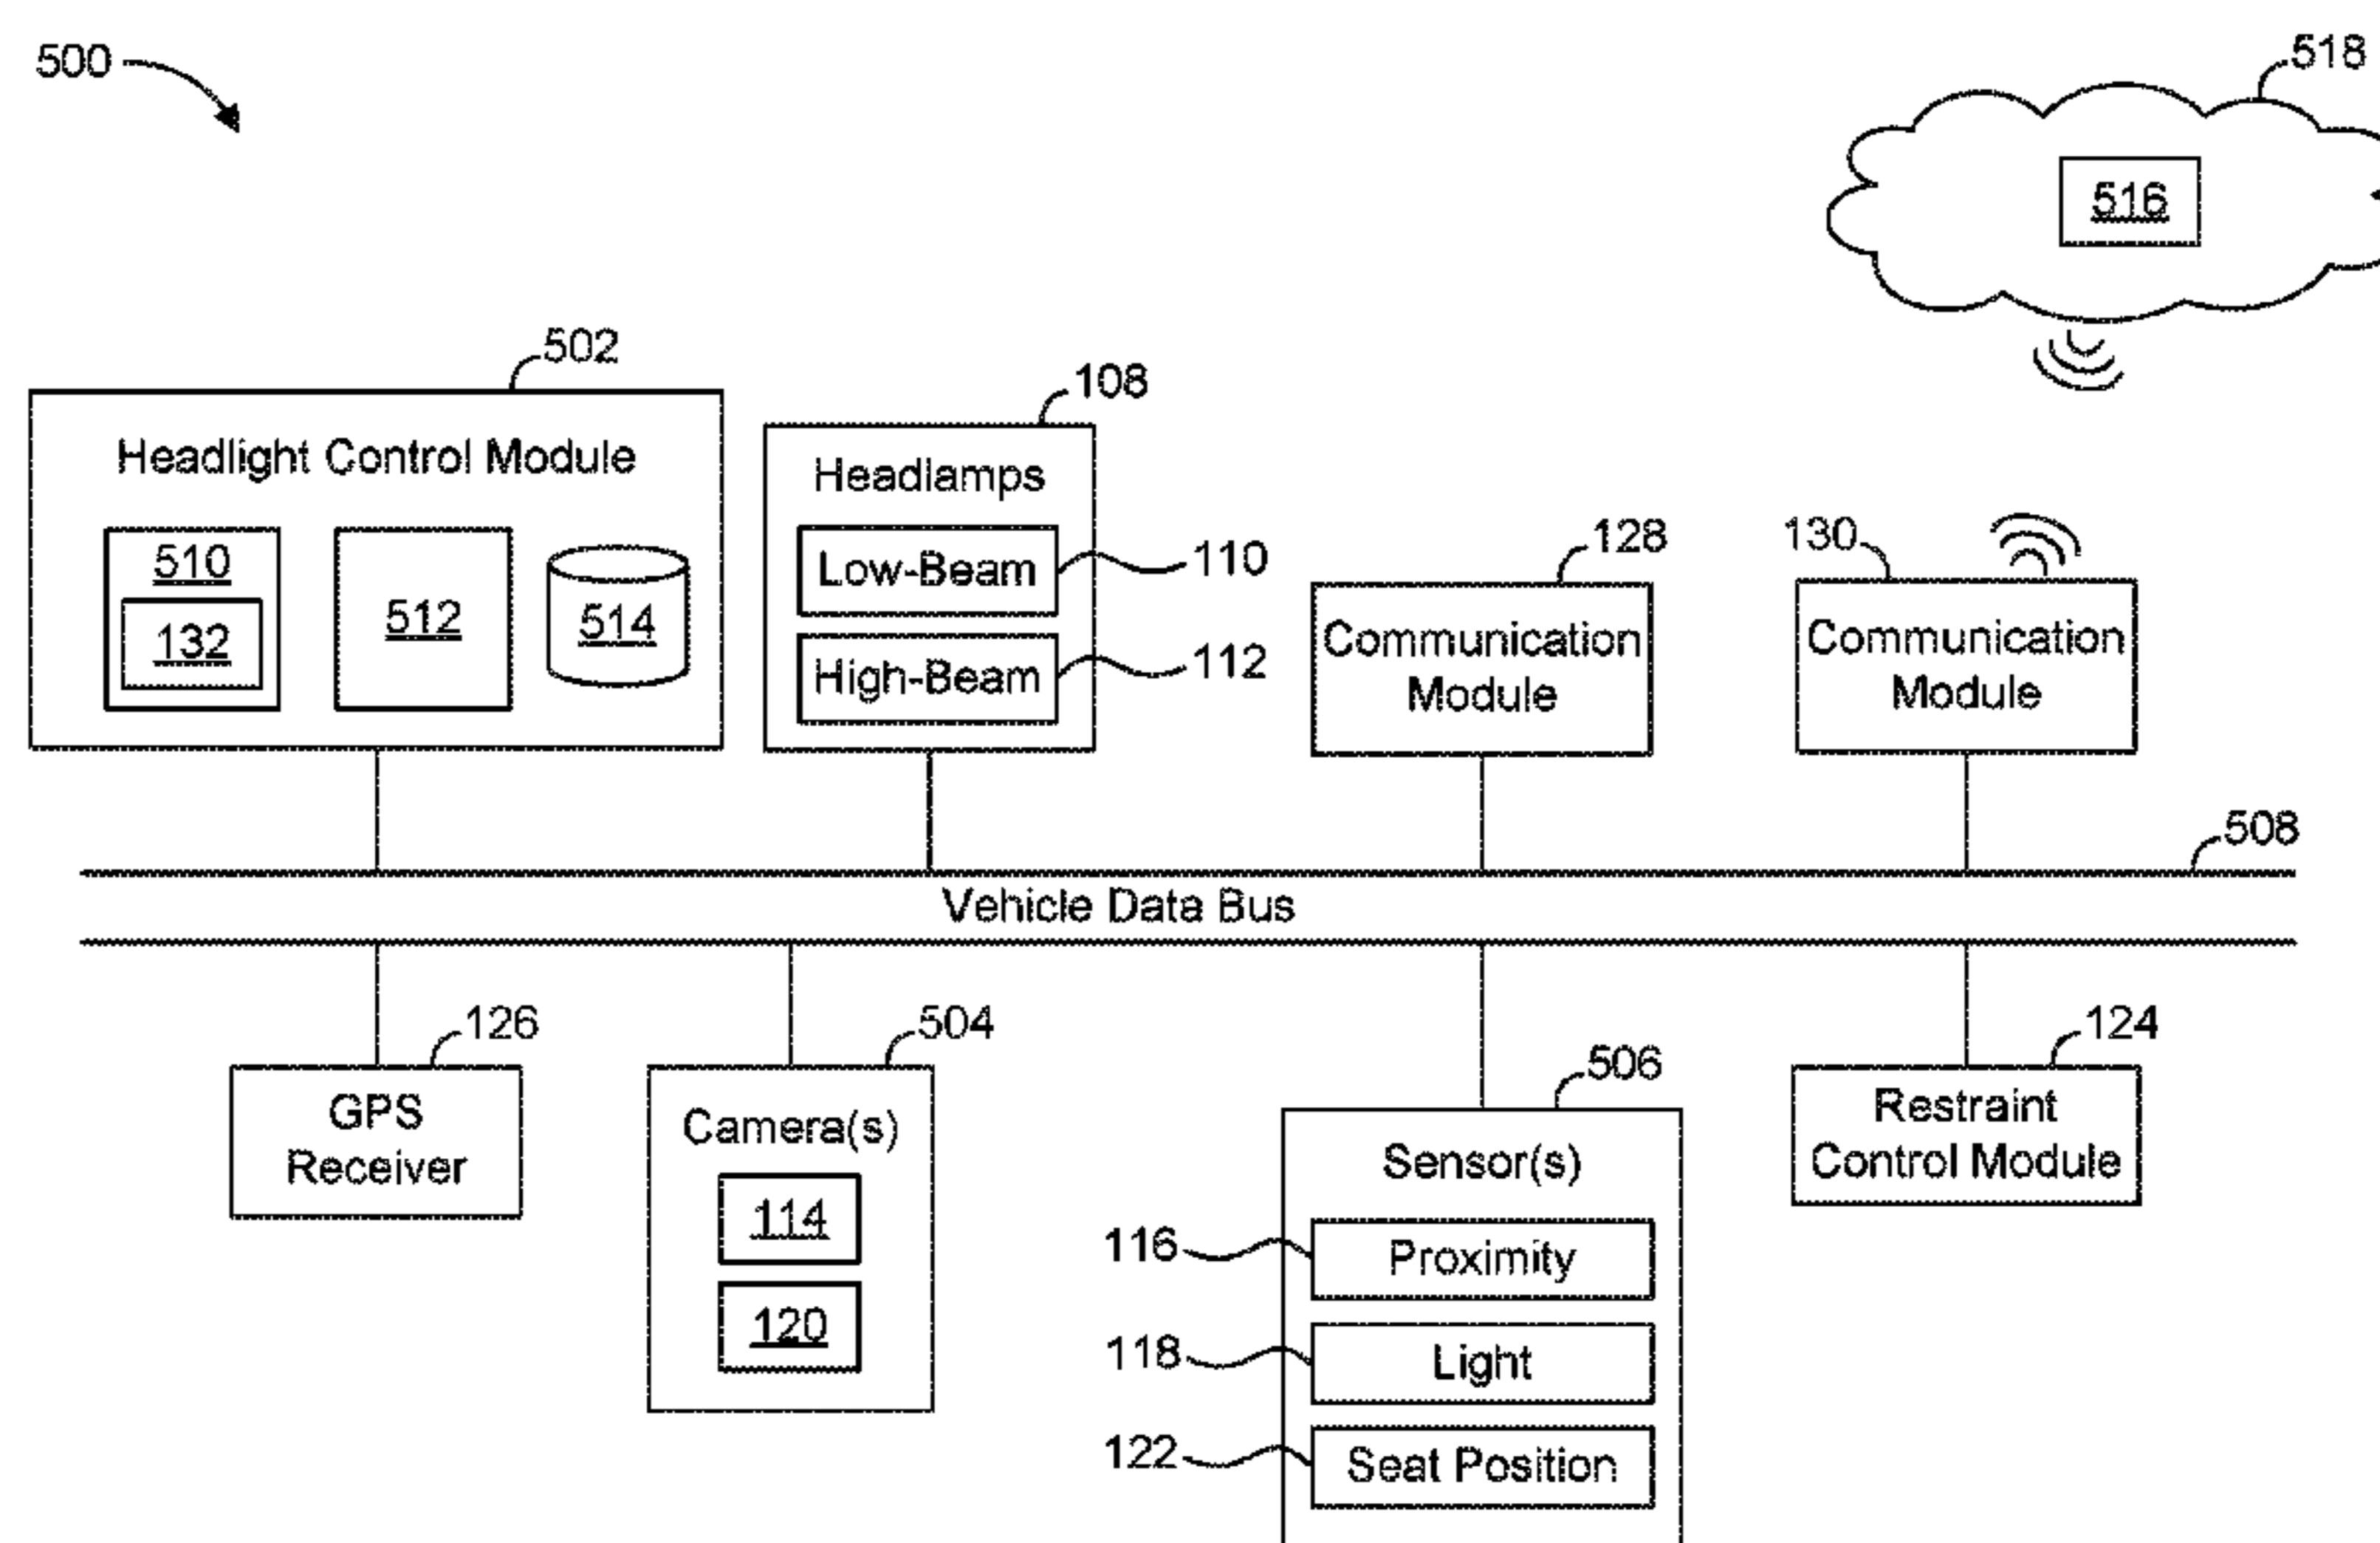 500
518
516
502
108
Headlight Control Module
Headlamps
510
132
512
514
Low-Beam
110
High-Beam
112
128
Communication
Module
130
Communication
Module
508
Vehicle Data Bus
126
GPS
Receiver
504
Camera(s)
114
120
506
Sensor(s)
116
Proximity
118
Light
122
Seat Position
124
Restraint
Control Module